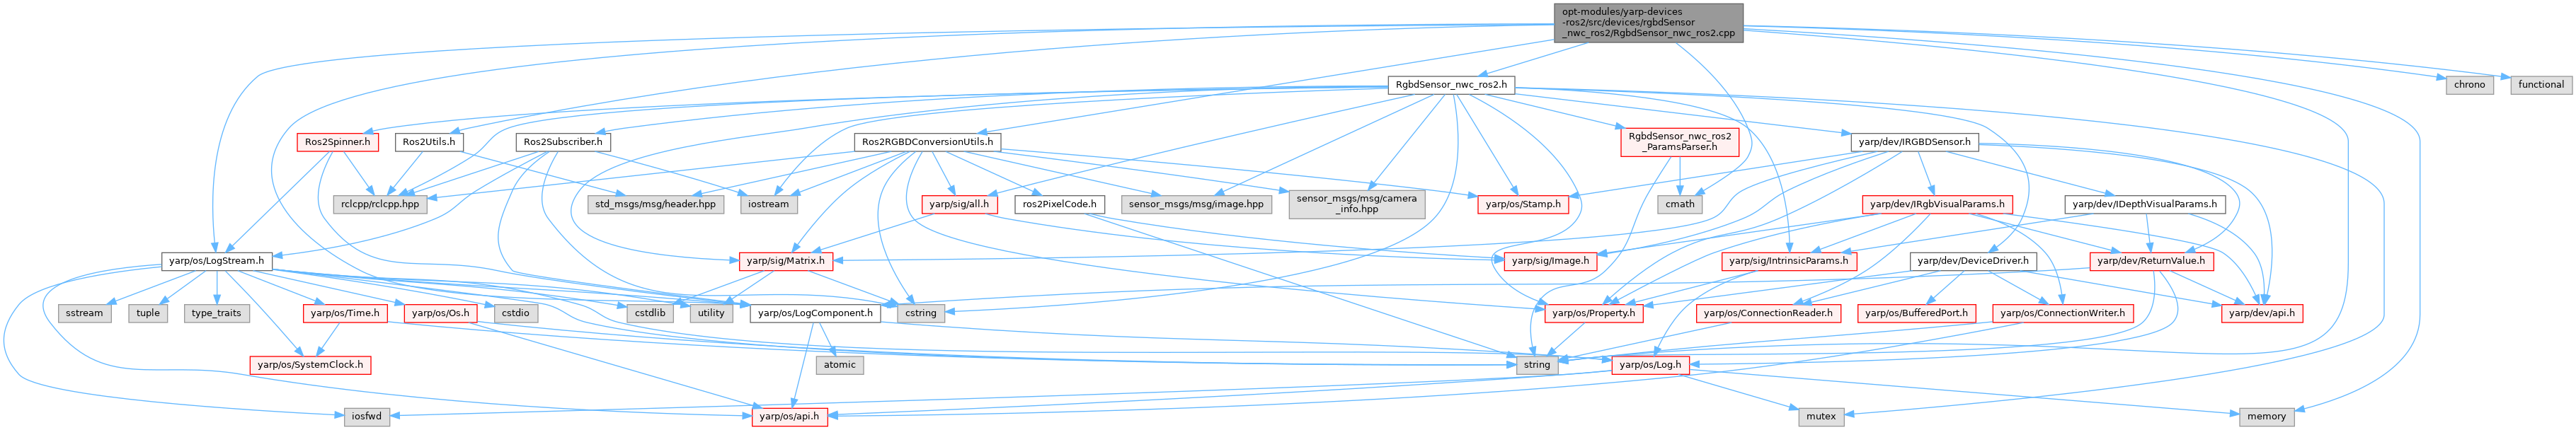 opt-modules/yarp-devices
-ros2/src/devices/rgbdSensor
_nwc_ros2/RgbdSensor_nwc_ros2.cpp
RgbdSensor_nwc_ros2.h
chrono
functional
Ros2Spinner.h
Ros2Utils.h
Ros2Subscriber.h
Ros2RGBDConversionUtils.h
RgbdSensor_nwc_ros2
_ParamsParser.h
yarp/dev/IRGBDSensor.h
rclcpp/rclcpp.hpp
std_msgs/msg/header.hpp
iostream
yarp/sig/all.h
ros2PixelCode.h
sensor_msgs/msg/image.hpp
sensor_msgs/msg/camera
_info.hpp
yarp/os/Stamp.h
cmath
yarp/dev/IRgbVisualParams.h
yarp/dev/IDepthVisualParams.h
yarp/os/LogStream.h
yarp/sig/Matrix.h
yarp/sig/Image.h
yarp/sig/IntrinsicParams.h
yarp/dev/DeviceDriver.h
yarp/dev/ReturnValue.h
sstream
tuple
type_traits
yarp/os/Time.h
yarp/os/Os.h
cstdio
cstdlib
utility
yarp/os/LogComponent.h
cstring
yarp/os/Property.h
yarp/os/ConnectionReader.h
yarp/os/BufferedPort.h
yarp/os/ConnectionWriter.h
yarp/dev/api.h
yarp/os/SystemClock.h
atomic
string
yarp/os/Log.h
iosfwd
yarp/os/api.h
mutex
memory